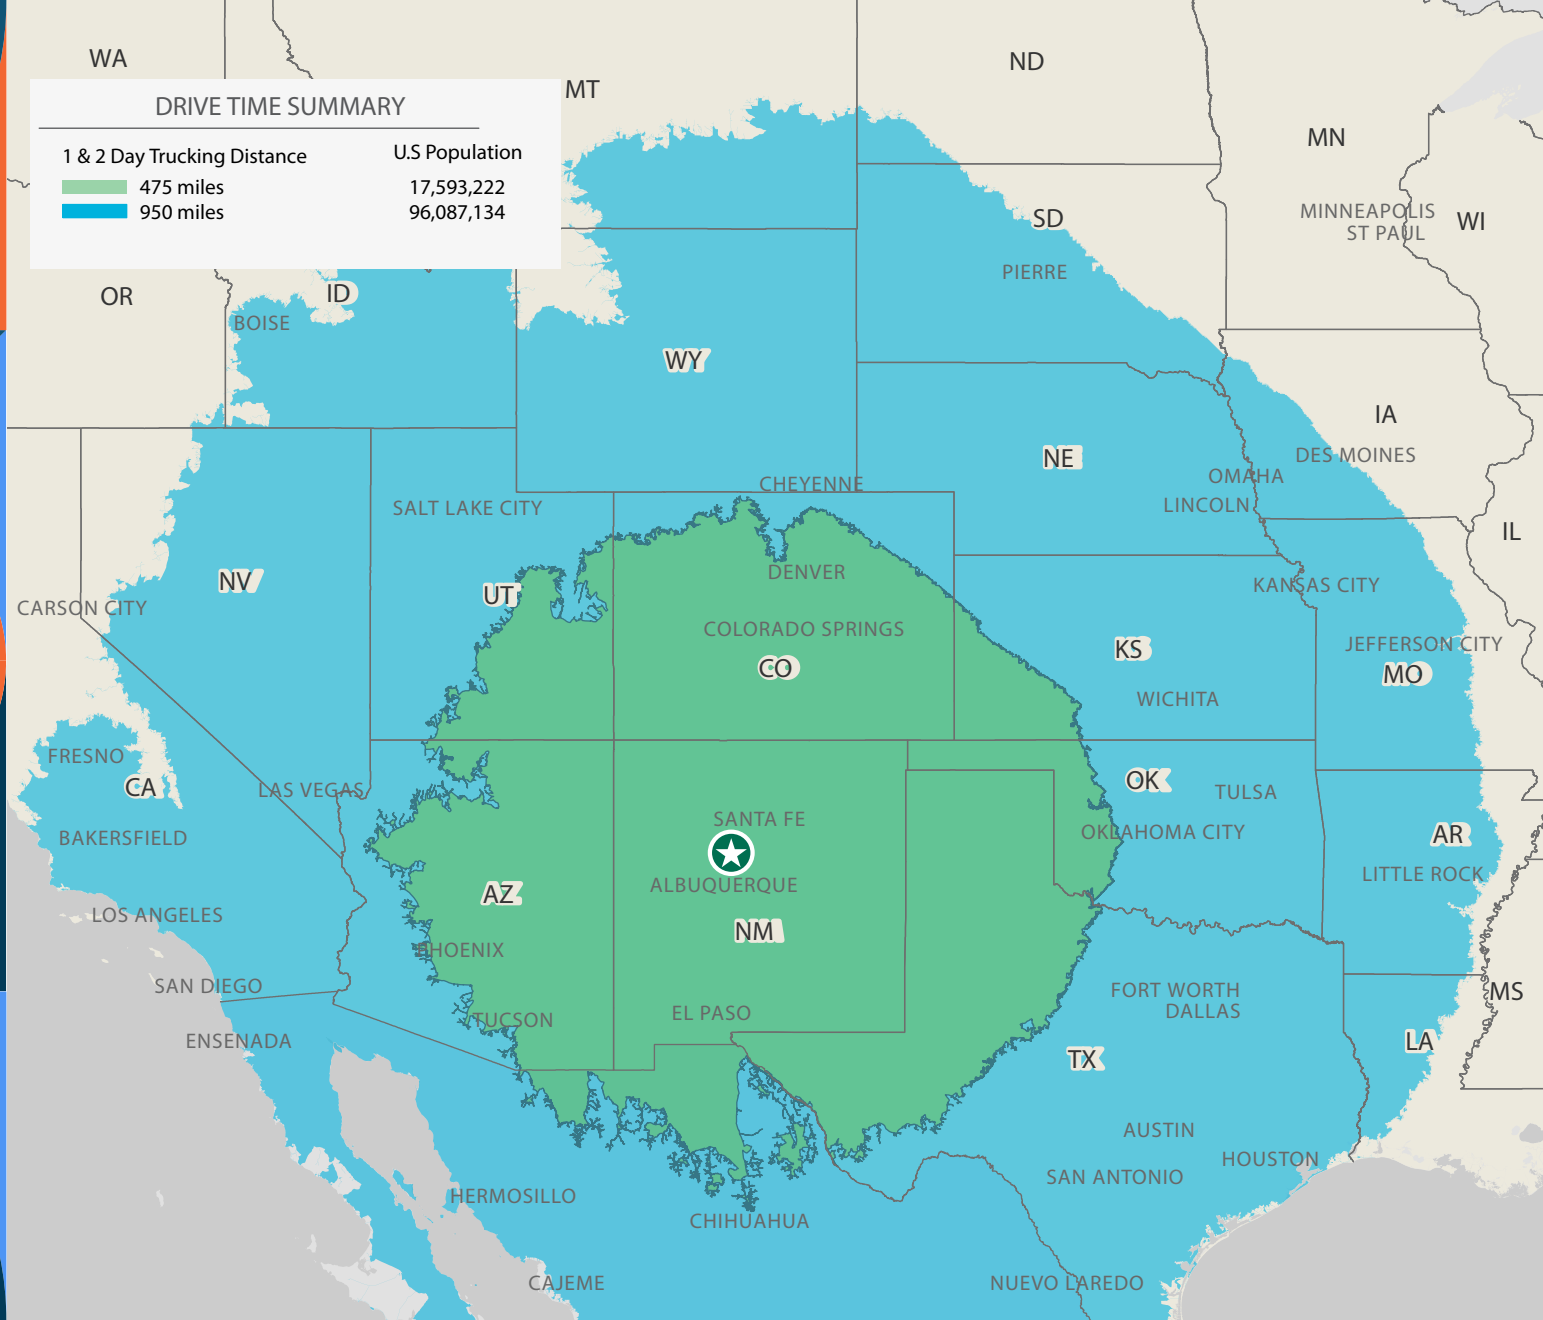 WA
MT
ND
MN
DRIVE TIME SUMMARY
1 & 2 Day Trucking Distance
U.S Population
475 miles
17,593,222
950 miles
96,087,134
SD
MINNEAPOLIS
ST PAUL
WI
PIERRE
OR
ID
BOISE
WY
IA
NE
DES MOINES
OMAHA
LINCOLN
CHEYENNE
SALT LAKE CITY
IL
NV
UT
DENVER
KANSAS CITY
CARSON CITY
COLORADO SPRINGS
CO
KS
JEFFERSON CITY
MO
WICHITA
FRESNO
CA
LAS VEGAS
OK
TULSA
SANTA FE
BAKERSFIELD
OKLAHOMA CITY
AR
LITTLE ROCK
ALBUQUERQUE
AZ
LOS ANGELES
NM
PHOENIX
SAN DIEGO
FORT WORTH
DALLAS
MS
EL PASO
TUCSON
ENSENADA
LA
TX
AUSTIN
HOUSTON
SAN ANTONIO
HERMOSILLO
CHIHUAHUA
CAJEME
NUEVO LAREDO